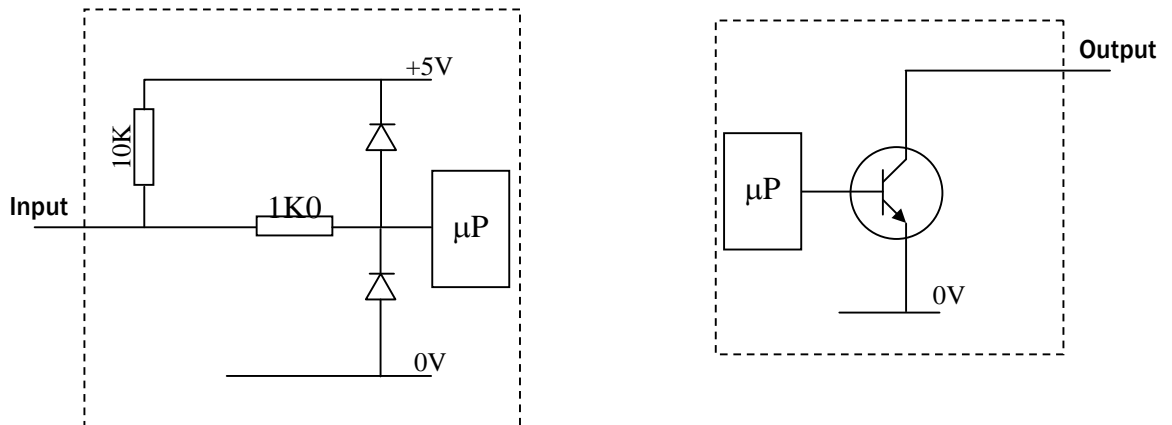 +5V
10K
Input
1K0
μP
0V
Output
μP
0V